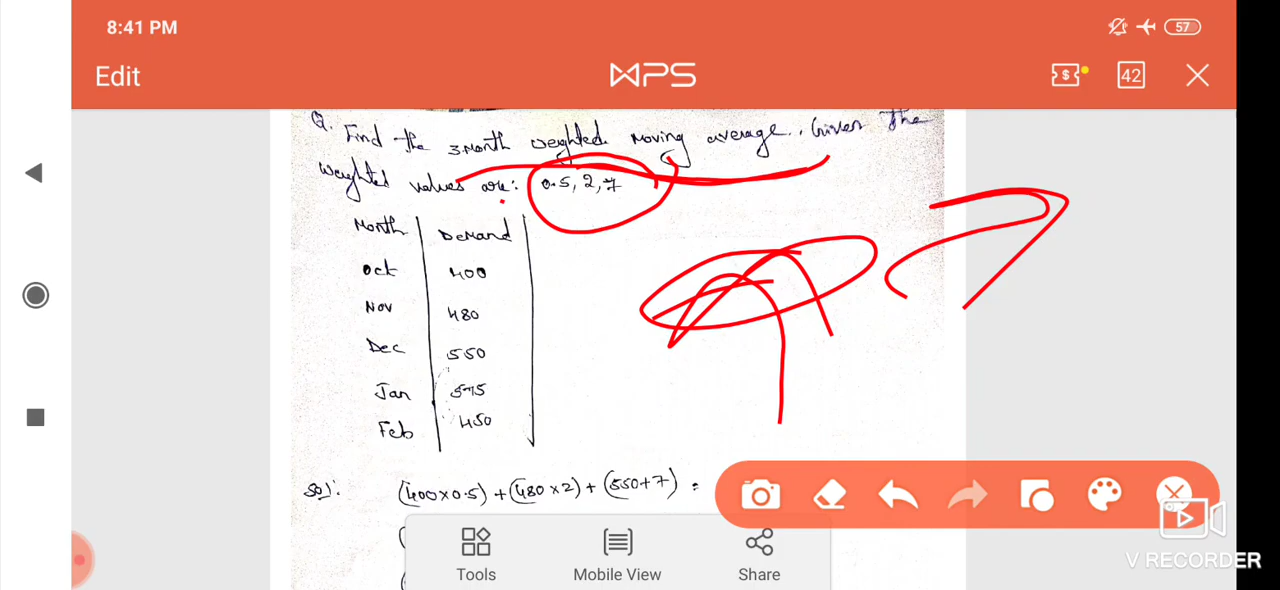 8:41 PM
57
Edit
WPS
42
Q. Find the 3 Month weighted Moving average.. Given The
Weighted values are: 0.5, 2, 7
Month Demand
Oct 400
Nov 480
Dec 550
Jan 575
Feb 450
Sol: (400×0.5) + (480×2) + (550+7) =
Tools
Mobile View
Share
V RECORDER